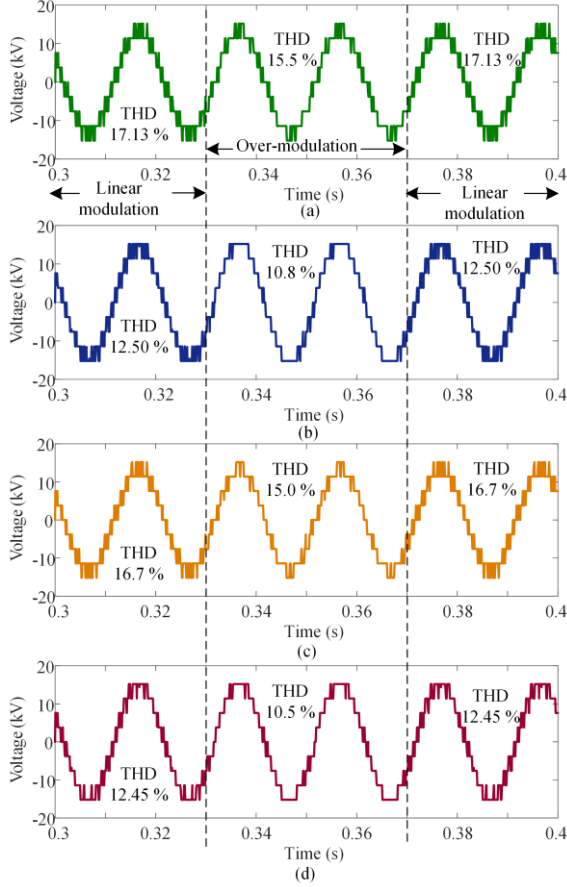 20
THD
15.5 %
THD
17.13 %
10
Voltage (kV)
0
-10
THD
17.13 %
Over-modulation
-20
0.3
0.32
0.34
0.36
0.38
0.4
Linear
modulation
Time (s)
Linear
modulation
(a)
20
THD
10.8 %
THD
12.50 %
10
Voltage (kV)
0
-10
THD
12.50 %
-20
0.3
0.32
0.34
0.36
0.38
0.4
Time (s)
(b)
20
THD
15.0 %
THD
16.7 %
10
Voltage (kV)
0
-10
THD
16.7 %
-20
0.3
0.32
0.34
0.36
0.38
0.4
Time (s)
(c)
20
THD
10.5 %
THD
12.45 %
10
Voltage (kV)
0
-10
THD
12.45 %
-20
0.3
0.32
0.34
0.36
0.38
0.4
Time (s)
(d)